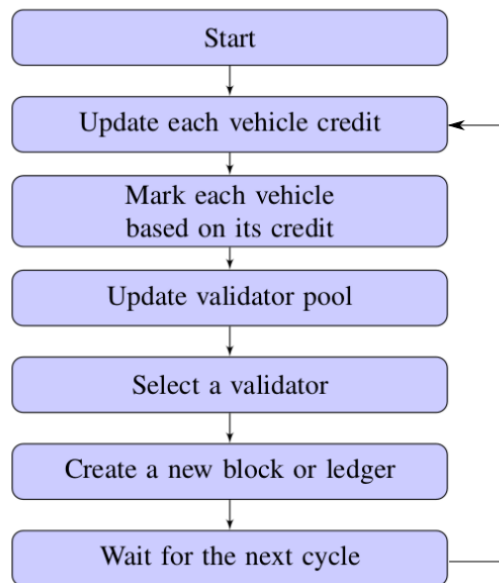 Start
Update each vehicle credit
Mark each vehicle
based on its credit
Update validator pool
Select a validator
Create a new block or ledger
Wait for the next cycle